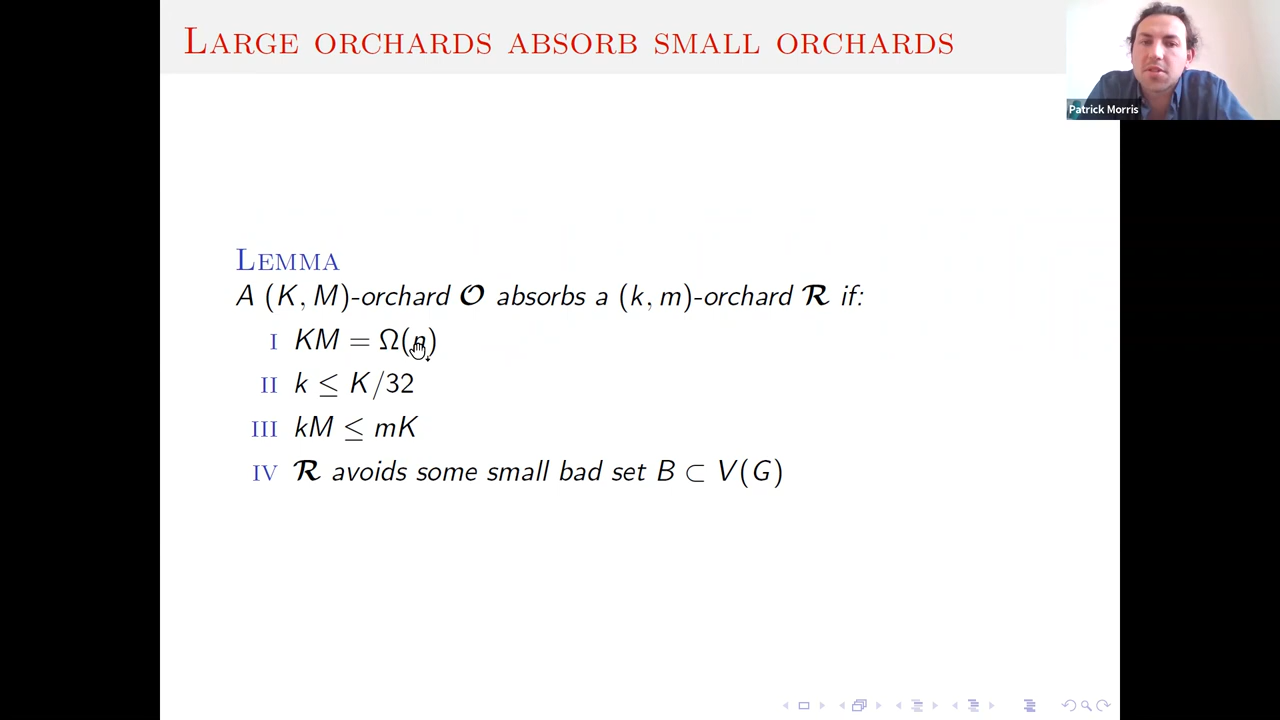 Large orchards absorb small orchards
Patrick Morris
Lemma
A (K, M)-orchard 𝓞 absorbs a (k, m)-orchard 𝓡 if:
I KM = Ω(n)
II k ≤ K/32
III kM ≤ mK
IV 𝓡 avoids some small bad set B ⊂ V(G)